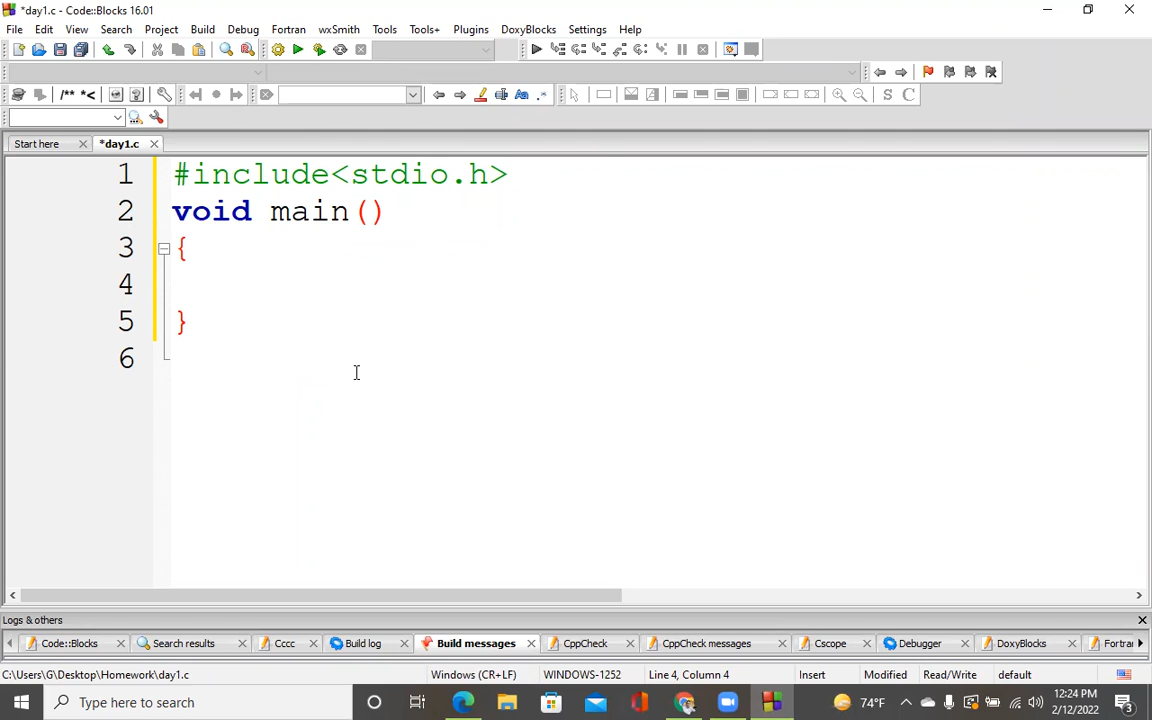 *day1.c - Code::Blocks 16.01
File Edit View Search Project Build Debug Fortran wxSmith Tools Tools+ Plugins DoxyBlocks Settings Help
/** *< Aa .* S C
Start here *day1.c
1 #include<stdio.h>
2 void main()
3 {
4
5 }
6
Logs & others
Code::Blocks Search results Cccc Build log Build messages CppCheck CppCheck messages Cscope Debugger DoxyBlocks Fortra
C:\Users\G\Desktop\Homework\day1.c Windows (CR+LF) WINDOWS-1252 Line 4, Column 4 Insert Modified Read/Write default
Type here to search 74°F 12:24 PM
2/12/2022 3